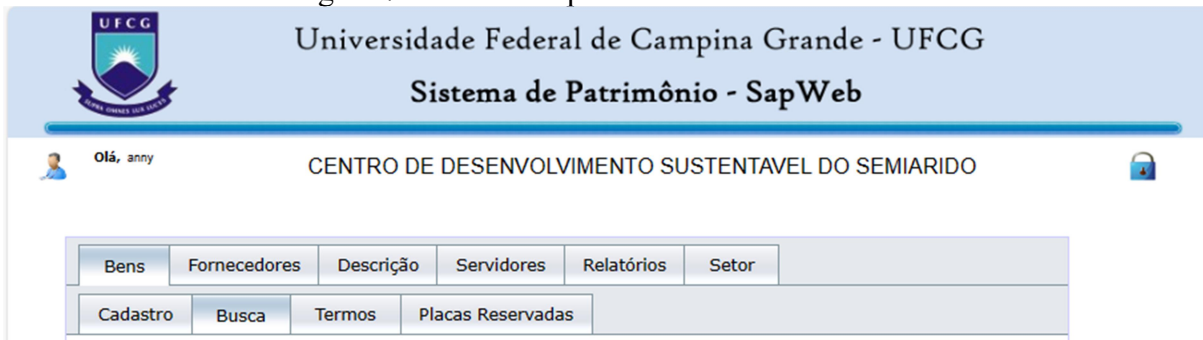 UFCG
Universidade Federal de Campina Grande - UFCG
Sistema de Patrimônio - SapWeb
Olá, anny
CENTRO DE DESENVOLVIMENTO SUSTENTAVEL DO SEMIARIDO
Bens Fornecedores Descrição Servidores Relatórios Setor
Cadastro Busca Termos Placas Reservadas